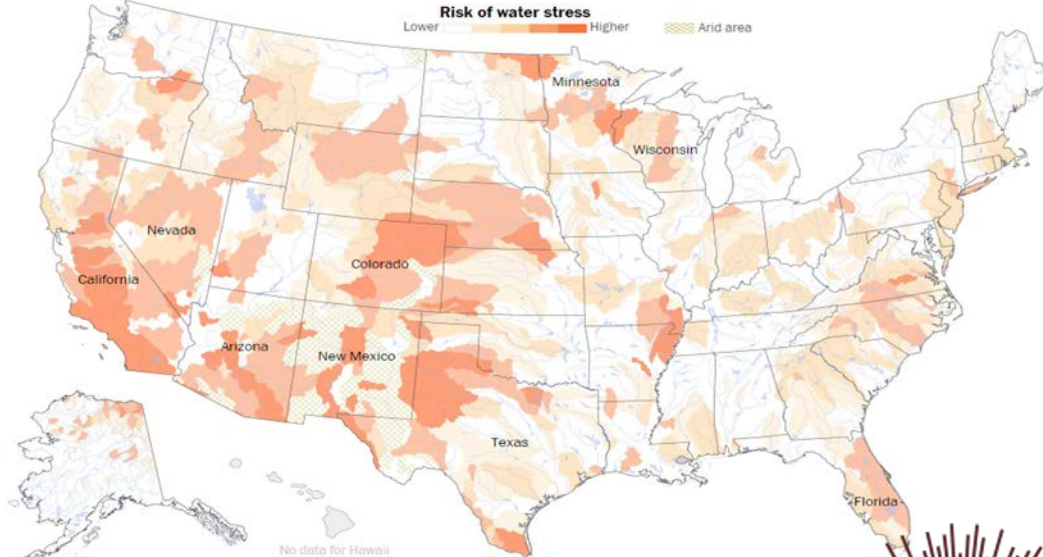 Risk of water stress
Lower Higher Arid area
Minnesota
Wisconsin
Nevada
Colorado
California
Arizona
New Mexico
Texas
Florida
No data for Hawaii